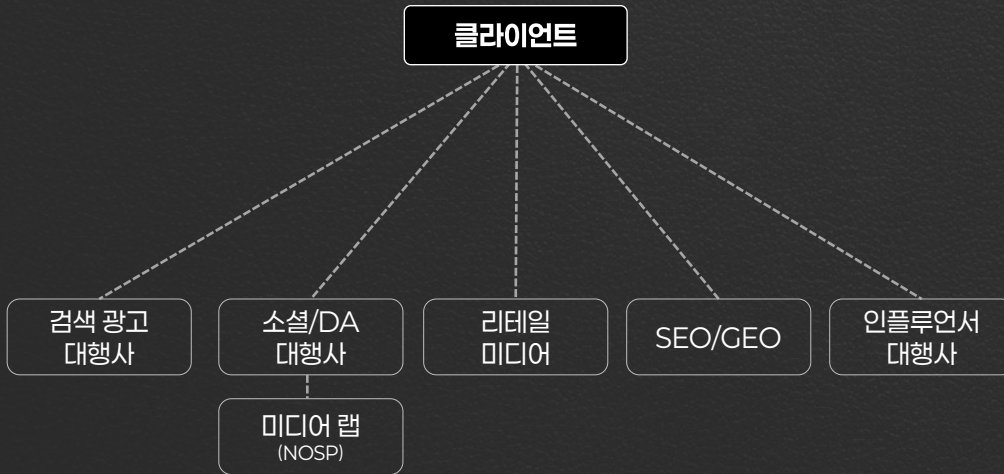 클라이언트
검색 광고
대행사
소셜/DA
대행사
리테일
미디어
SEO/GEO
인플루언서
대행사
미디어 랩
(NOSP)